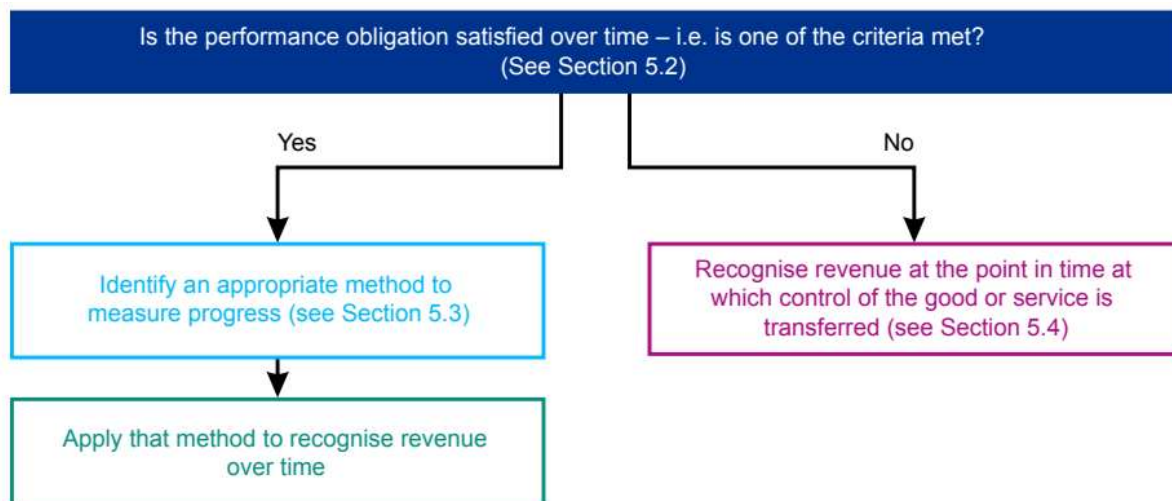 Is the performance obligation satisfied over time – i.e. is one of the criteria met?
(See Section 5.2)
Yes
No
Identify an appropriate method to
measure progress (see Section 5.3)
Recognise revenue at the point in time at
which control of the good or service is
transferred (see Section 5.4)
Apply that method to recognise revenue
over time